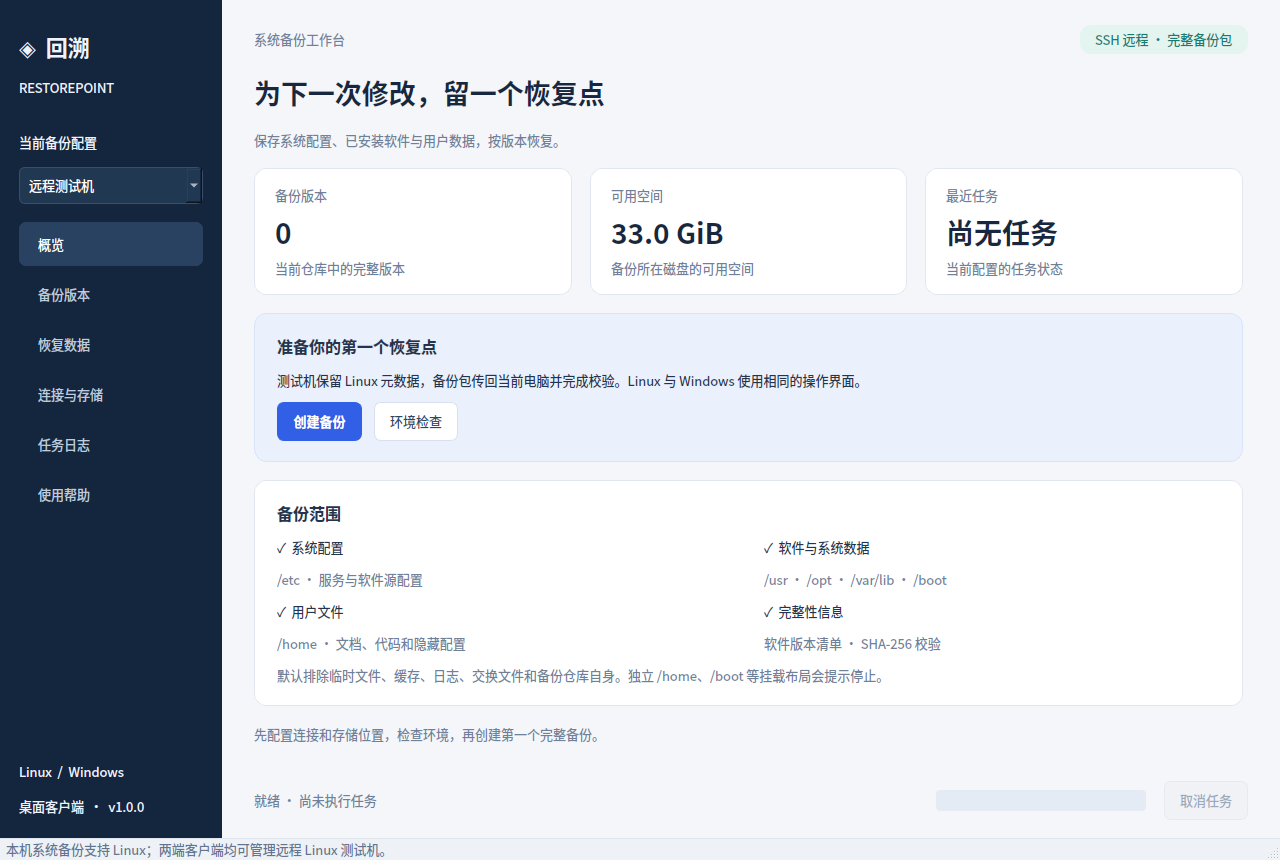 ◈ 回溯
RESTOREPOINT
当前备份配置
远程测试机
概览
备份版本
恢复数据
连接与存储
任务日志
使用帮助
Linux / Windows
桌面客户端 · v1.0.0
系统备份工作台
SSH 远程 · 完整备份包
为下一次修改，留一个恢复点
保存系统配置、已安装软件与用户数据，按版本恢复。
备份版本
0
当前仓库中的完整版本
可用空间
33.0 GiB
备份所在磁盘的可用空间
最近任务
尚无任务
当前配置的任务状态
准备你的第一个恢复点
测试机保留 Linux 元数据，备份包传回当前电脑并完成校验。Linux 与 Windows 使用相同的操作界面。
创建备份
环境检查
备份范围
✓ 系统配置
/etc · 服务与软件源配置
✓ 软件与系统数据
/usr · /opt · /var/lib · /boot
✓ 用户文件
/home · 文档、代码和隐藏配置
✓ 完整性信息
软件版本清单 · SHA-256 校验
默认排除临时文件、缓存、日志、交换文件和备份仓库自身。独立 /home、/boot 等挂载布局会提示停止。
先配置连接和存储位置，检查环境，再创建第一个完整备份。
就绪 · 尚未执行任务
取消任务
本机系统备份支持 Linux；两端客户端均可管理远程 Linux 测试机。